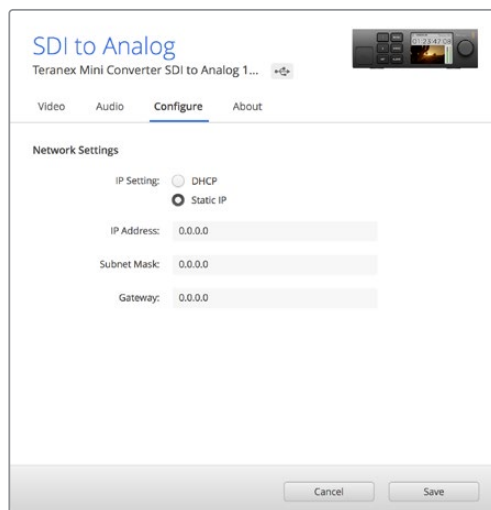 SDI to Analog
Teranex Mini Converter SDI to Analog 1...
Video Audio Configure About
Network Settings
IP Setting: DHCP
Static IP
IP Address: 0.0.0.0
Subnet Mask: 0.0.0.0
Gateway: 0.0.0.0
Cancel Save